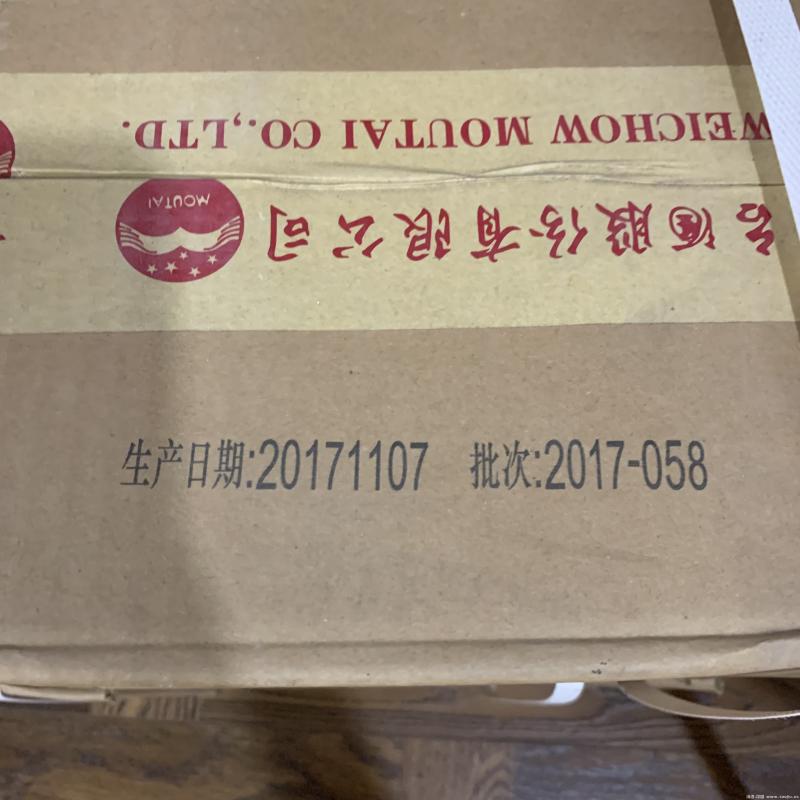 WEICHOW MOUTAI CO.,LTD.
MOUTAI
台酒股份有限公司
生产日期:20171107 批次:2017-058